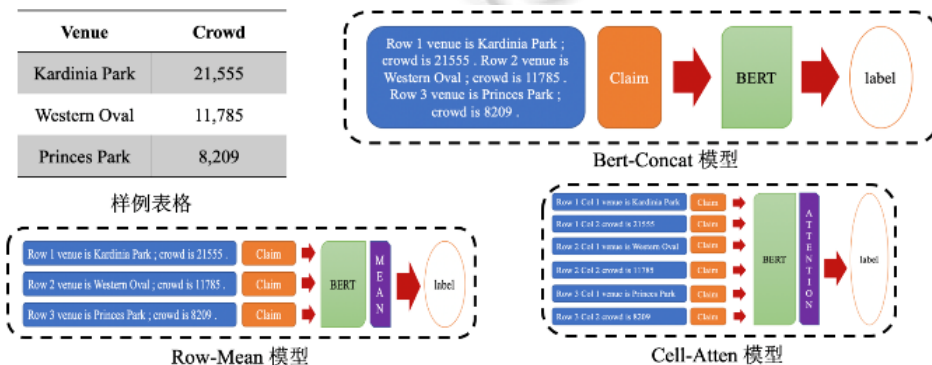 Venue Crowd
Kardinia Park 21,555
Western Oval 11,785
Princes Park 8,209
样例表格
Row 1 venue is Kardinia Park ;
crowd is 21555 . Row 2 venue is
Western Oval ; crowd is 11785 .
Row 3 venue is Princes Park ;
crowd is 8209 .
Claim
BERT
label
Bert-Concat 模型
Row 1 venue is Kardinia Park ; crowd is 21555 .
Claim
Row 2 venue is Western Oval ; crowd is 11785 .
Claim
Row 3 venue is Princes Park ; crowd is 8209 .
Claim
BERT
MEAN
label
Row-Mean 模型
Row 1 Col 1 venue is Kardinia Park
Claim
Row 1 Col 2 crowd is 21555
Claim
Row 2 Col 1 venue is Western Oval
Claim
Row 2 Col 2 crowd is 11785
Claim
Row 3 Col 1 venue is Princes Park
Claim
Row 3 Col 2 crowd is 8209
Claim
BERT
ATTENTION
label
Cell-Atten 模型